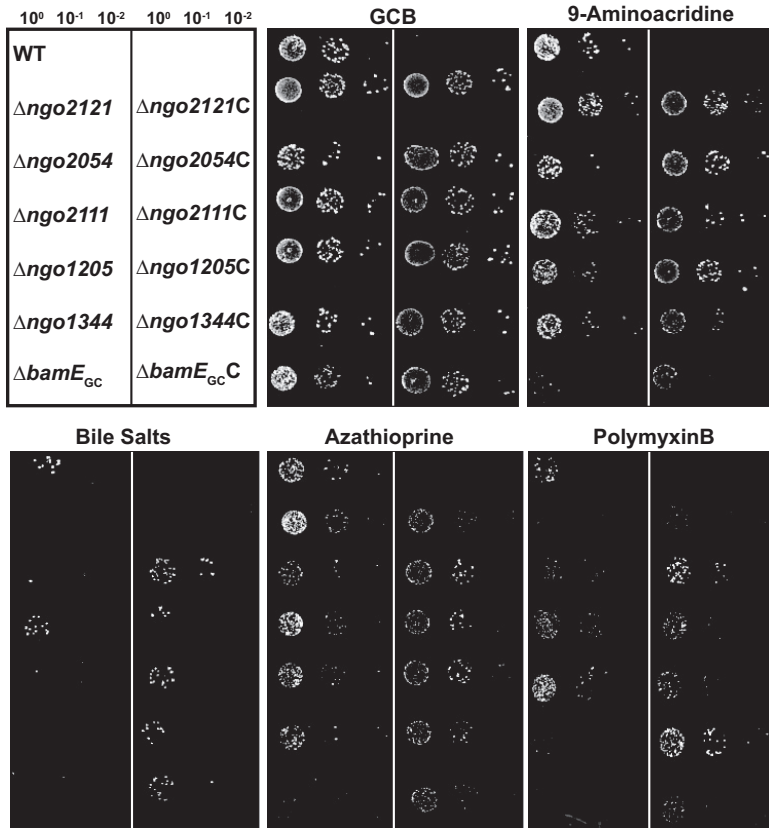 10⁰ 10⁻¹ 10⁻² 10⁰ 10⁻¹ 10⁻² GCB 9-Aminoacridine
WT
Δngo2121 Δngo2121C
Δngo2054 Δngo2054C
Δngo2111 Δngo2111C
Δngo1205 Δngo1205C
Δngo1344 Δngo1344C
ΔbamE_GC ΔbamE_GCC
Bile Salts Azathioprine PolymyxinB